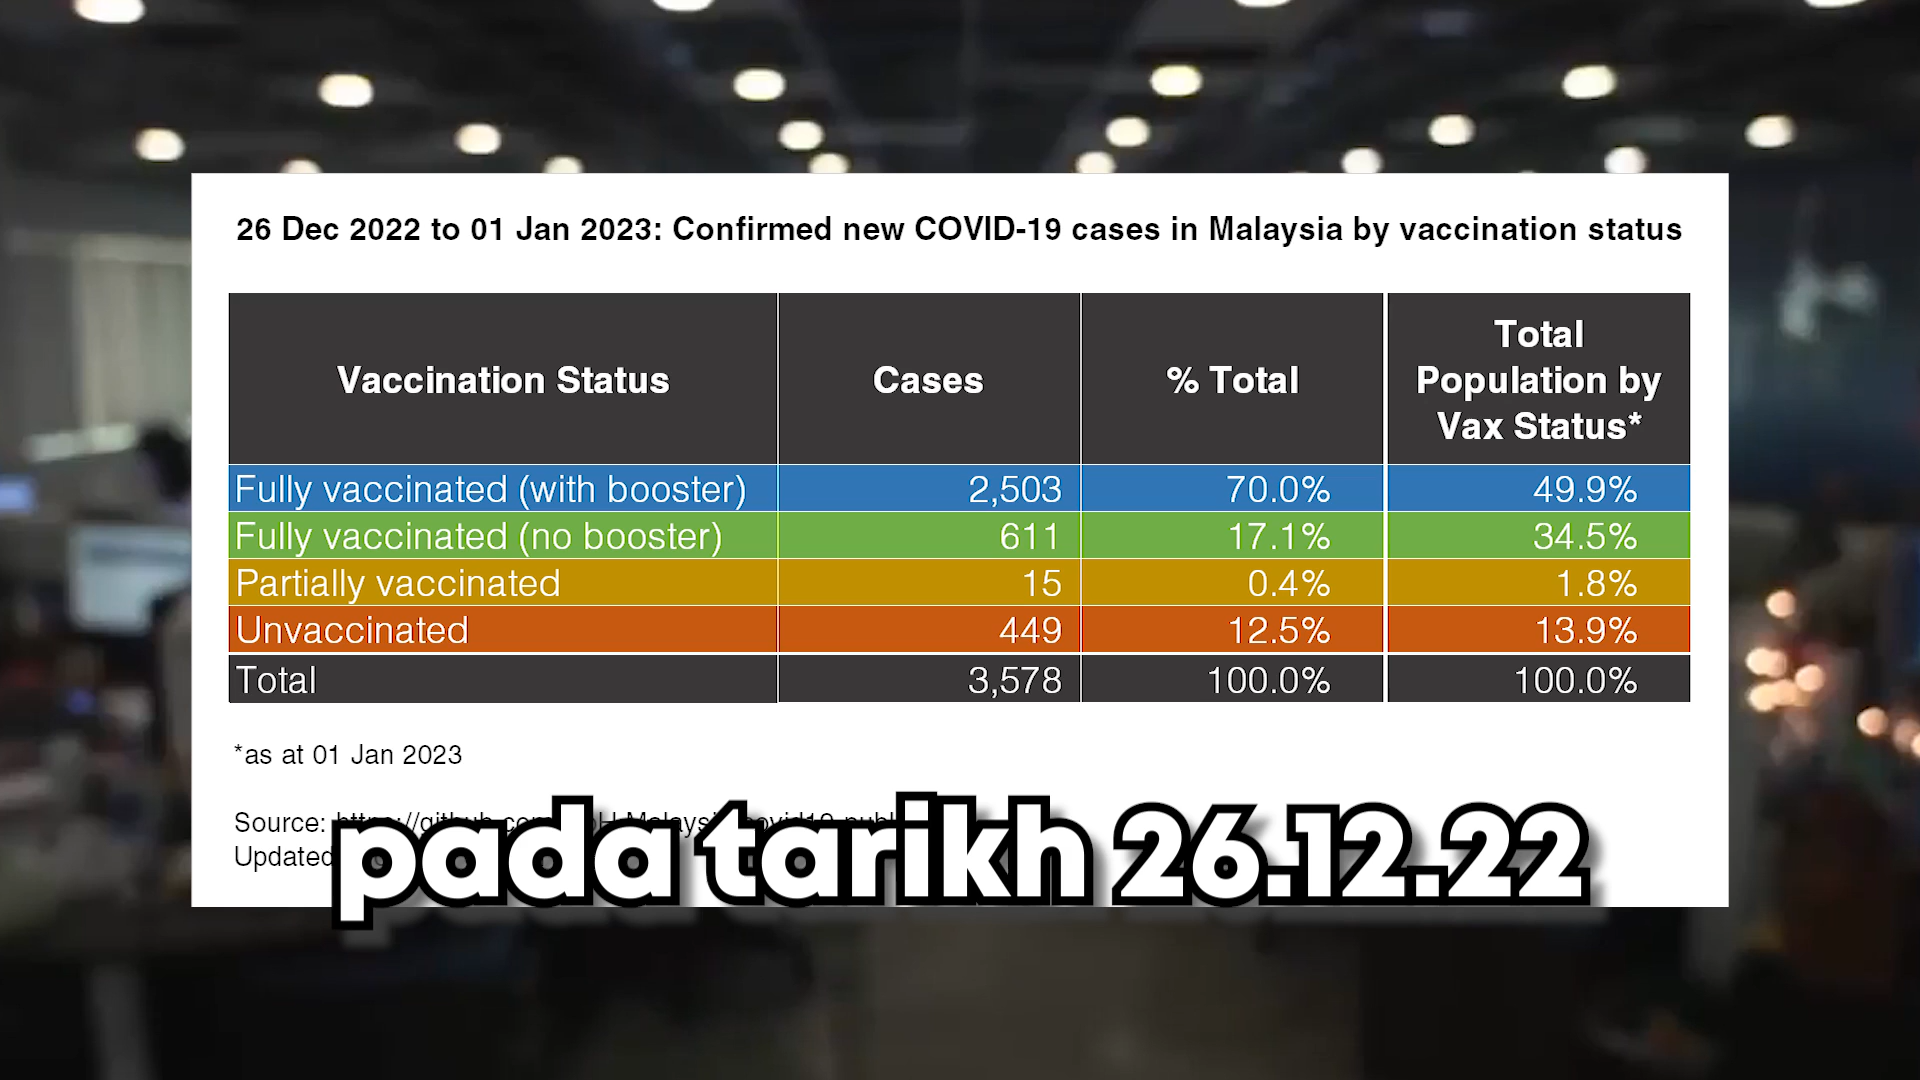 26 Dec 2022 to 01 Jan 2023: Confirmed new COVID-19 cases in Malaysia by vaccination status
Vaccination Status Cases % Total Total Population by Vax Status*
Fully vaccinated (with booster) 2,503 70.0% 49.9%
Fully vaccinated (no booster) 611 17.1% 34.5%
Partially vaccinated 15 0.4% 1.8%
Unvaccinated 449 12.5% 13.9%
Total 3,578 100.0% 100.0%
*as at 01 Jan 2023
Source:
Updated
pada tarikh 26.12.22